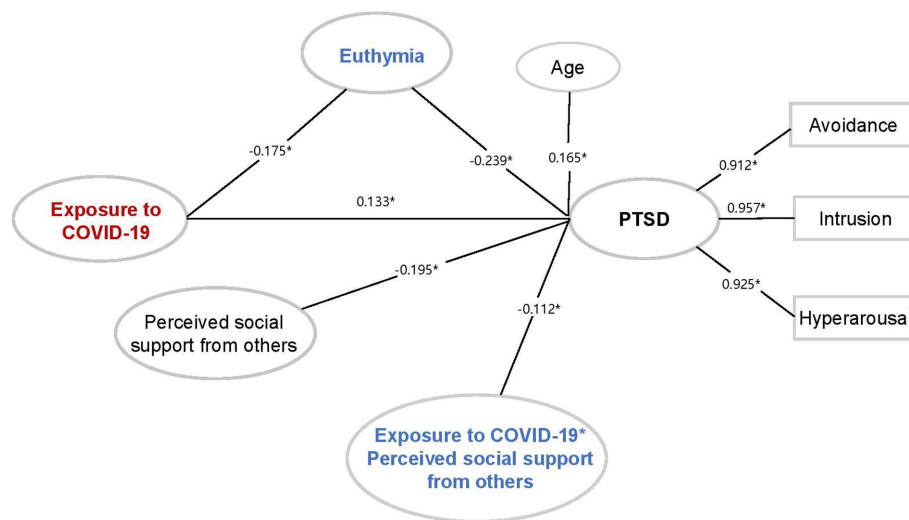 Euthymia
Age
Avoidance
-0.175*
-0.239*
0.165*
0.912*
Exposure to
COVID-19
0.133*
PTSD
0.957*
Intrusion
-0.195*
0.925*
Perceived social
support from others
-0.112*
Hyperarousa
Exposure to COVID-19*
Perceived social support
from others